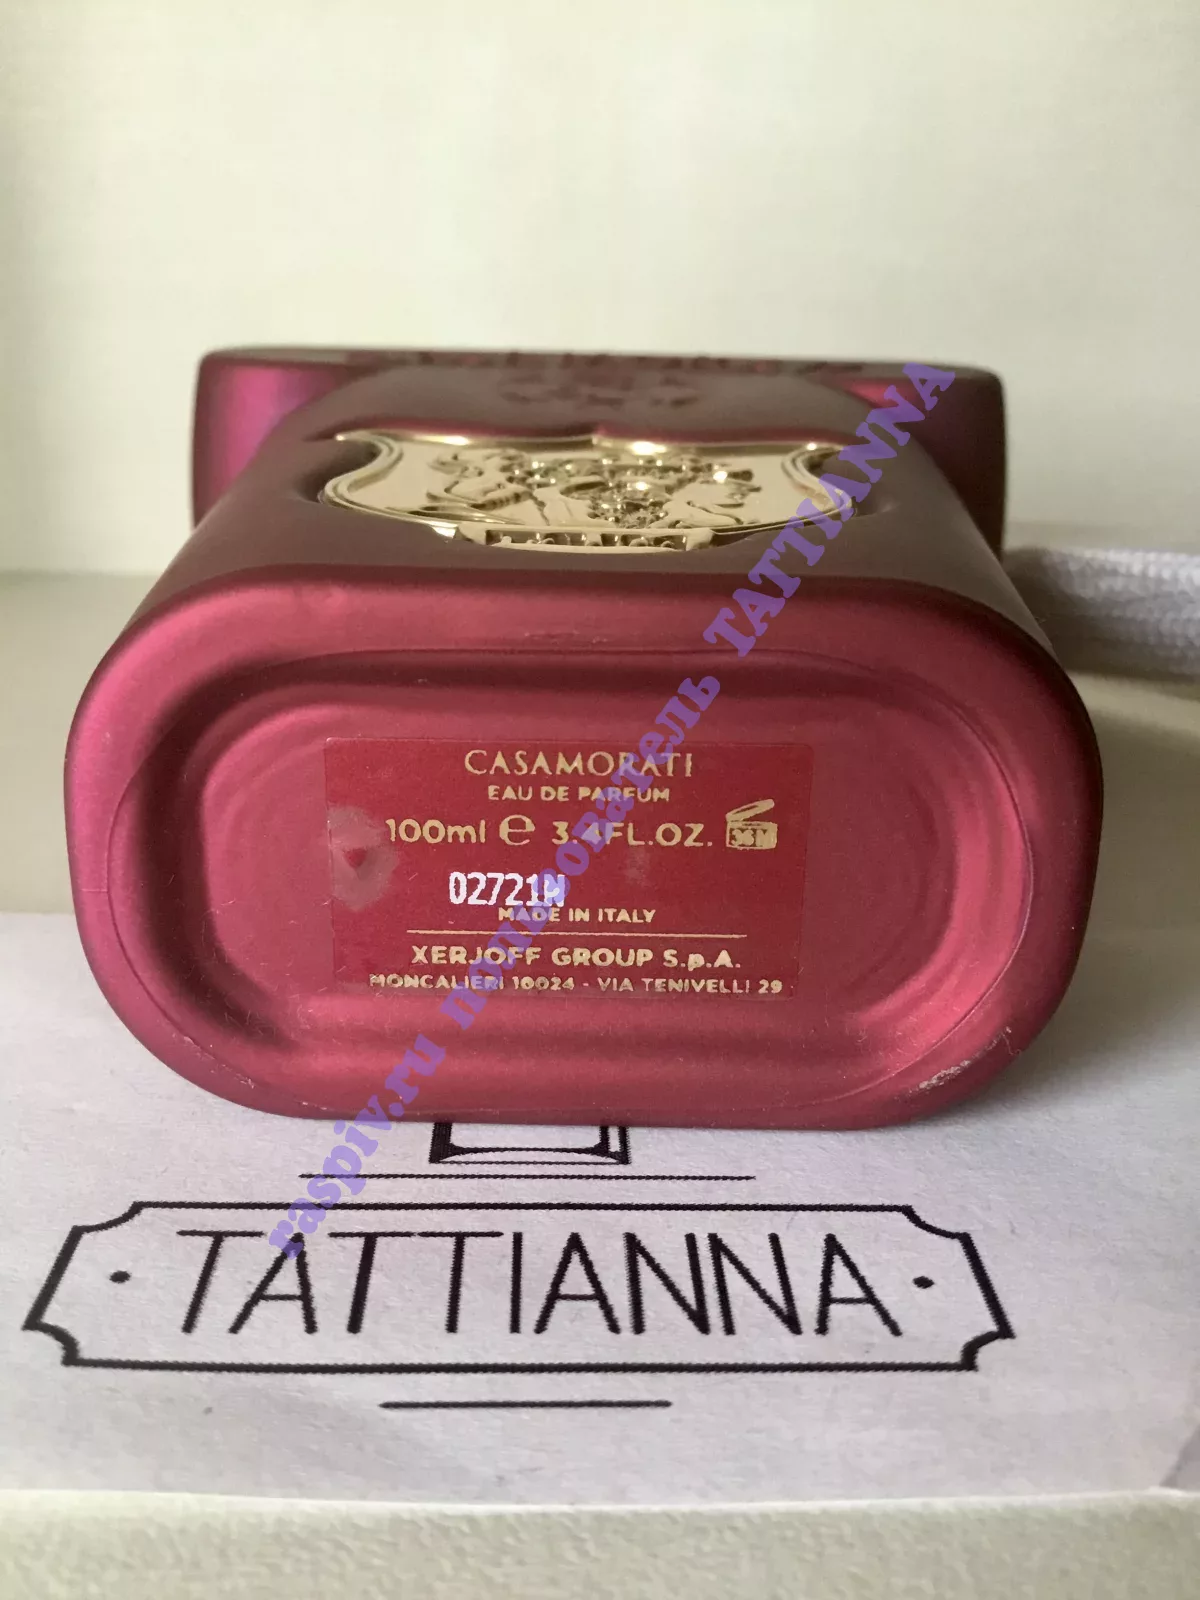 CASAMORATI
EAU DE PARFUM
100ml ℮ 3.4FL.OZ. 36M
02721N
MADE IN ITALY
XERJOFF GROUP S.p.A.
MONCALIERI 10024 - VIA TENIVELLI 29
raspiv.ru пользователь TATTIANNA
· TATTIANNA ·